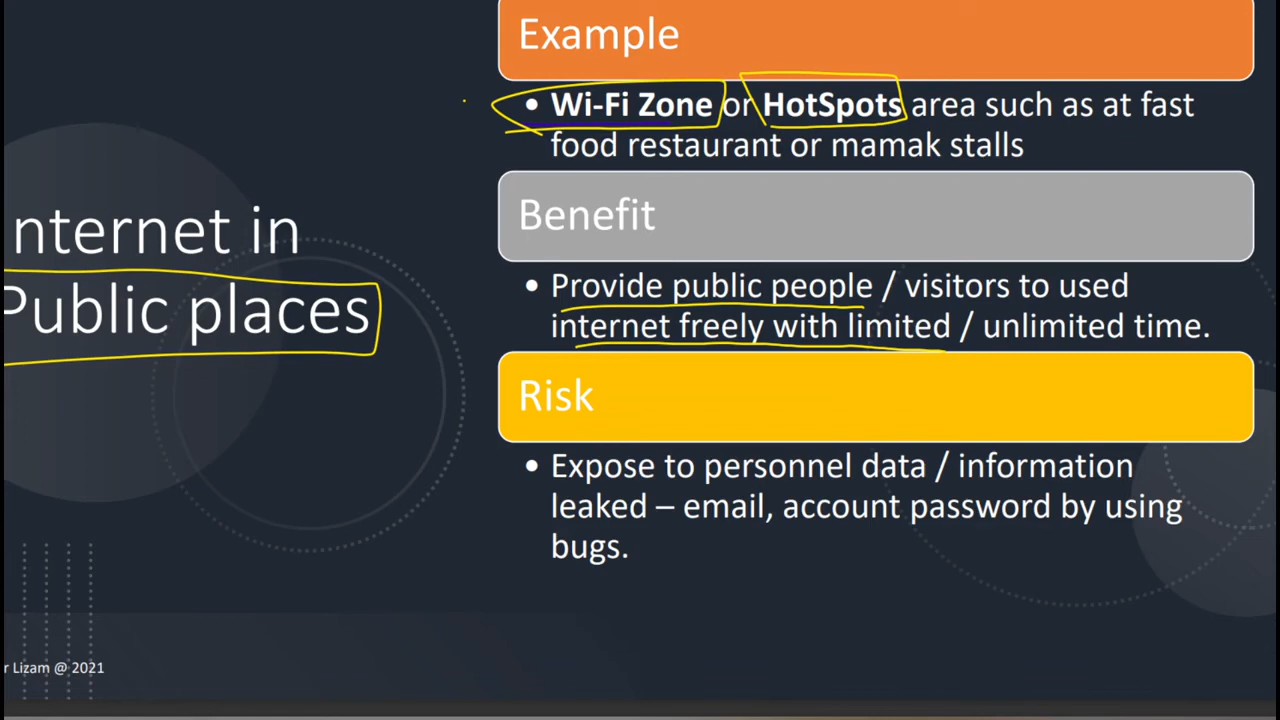 nternet in
Public places
Example
• Wi-Fi Zone or HotSpots area such as at fast
food restaurant or mamak stalls
Benefit
• Provide public people / visitors to used
internet freely with limited / unlimited time.
Risk
• Expose to personnel data / information
leaked – email, account password by using
bugs.
r Lizam @ 2021